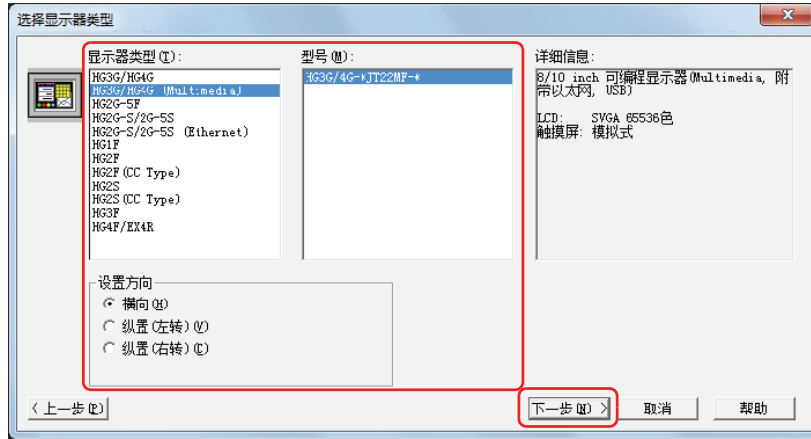 选择显示器类型
显示器类型(T):
HG3G/HG4G
HG3G/HG4G (Multimedia)
HG2G-5F
HG2G-S/2G-5S
HG2G-S/2G-5S (Ethernet)
HG1F
HG2F
HG2F(CC Type)
HG2S
HG2S(CC Type)
HG3F
HG4F/EX4R
型号(M):
HG3G/4G-*JT22MF-*
详细信息:
8/10 inch 可编程显示器(Multimedia, 附
带以太网, USB)
LCD: SVGA 65536色
触摸屏: 模拟式
设置方向
横向(H)
纵置(左转)(V)
纵置(右转)(C)
< 上一步(P)
下一步(N) >
取消
帮助